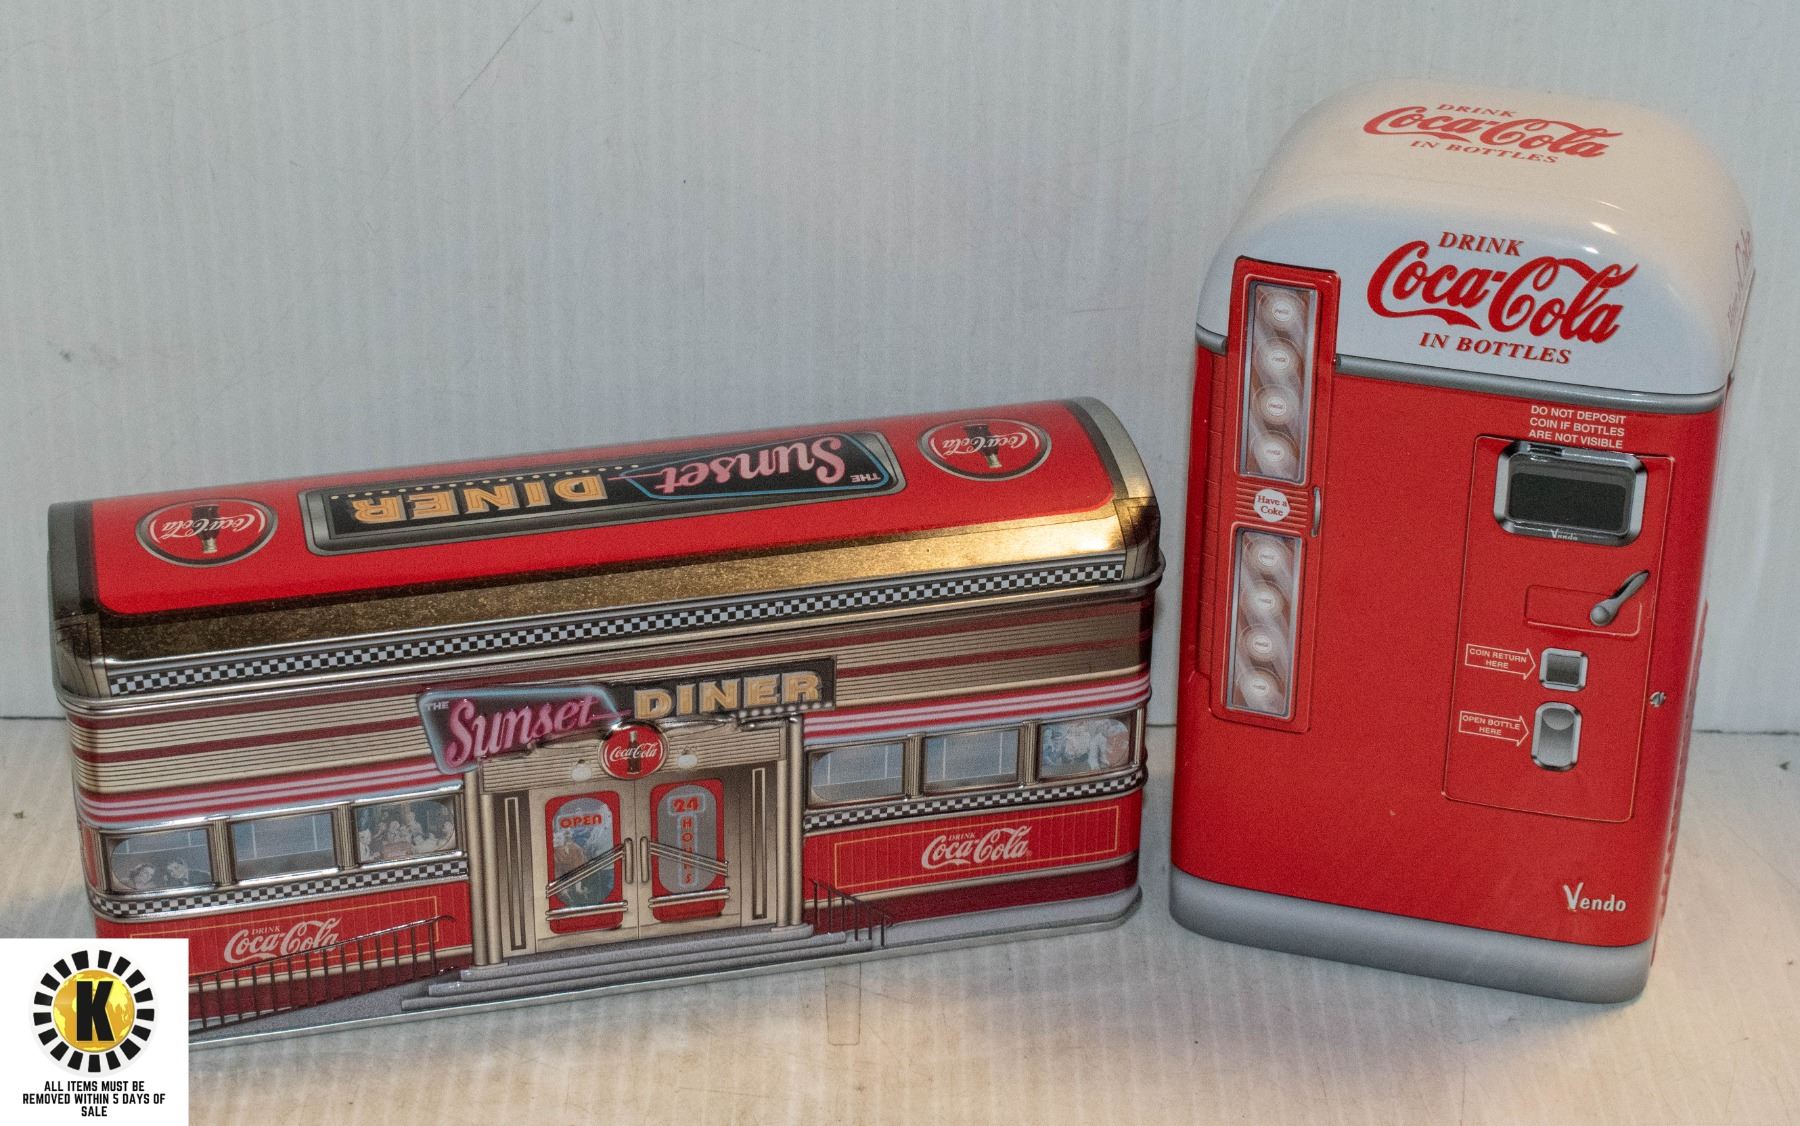 DRINK
Coca-Cola
IN BOTTLES
DRINK
Coca-Cola
IN BOTTLES
DO NOT DEPOSIT
COIN IF BOTTLES
ARE NOT VISIBLE
Vendo
Have a
Coke
COIN RETURN
HERE
OPEN BOTTLE
HERE
Vendo
Coca-Cola
THE Sunset DINER
Coca-Cola
THE Sunset DINER
Coca-Cola
OPEN
24
HOURS
DRINK
Coca-Cola
DRINK
Coca-Cola
K
ALL ITEMS MUST BE
REMOVED WITHIN 5 DAYS OF
SALE